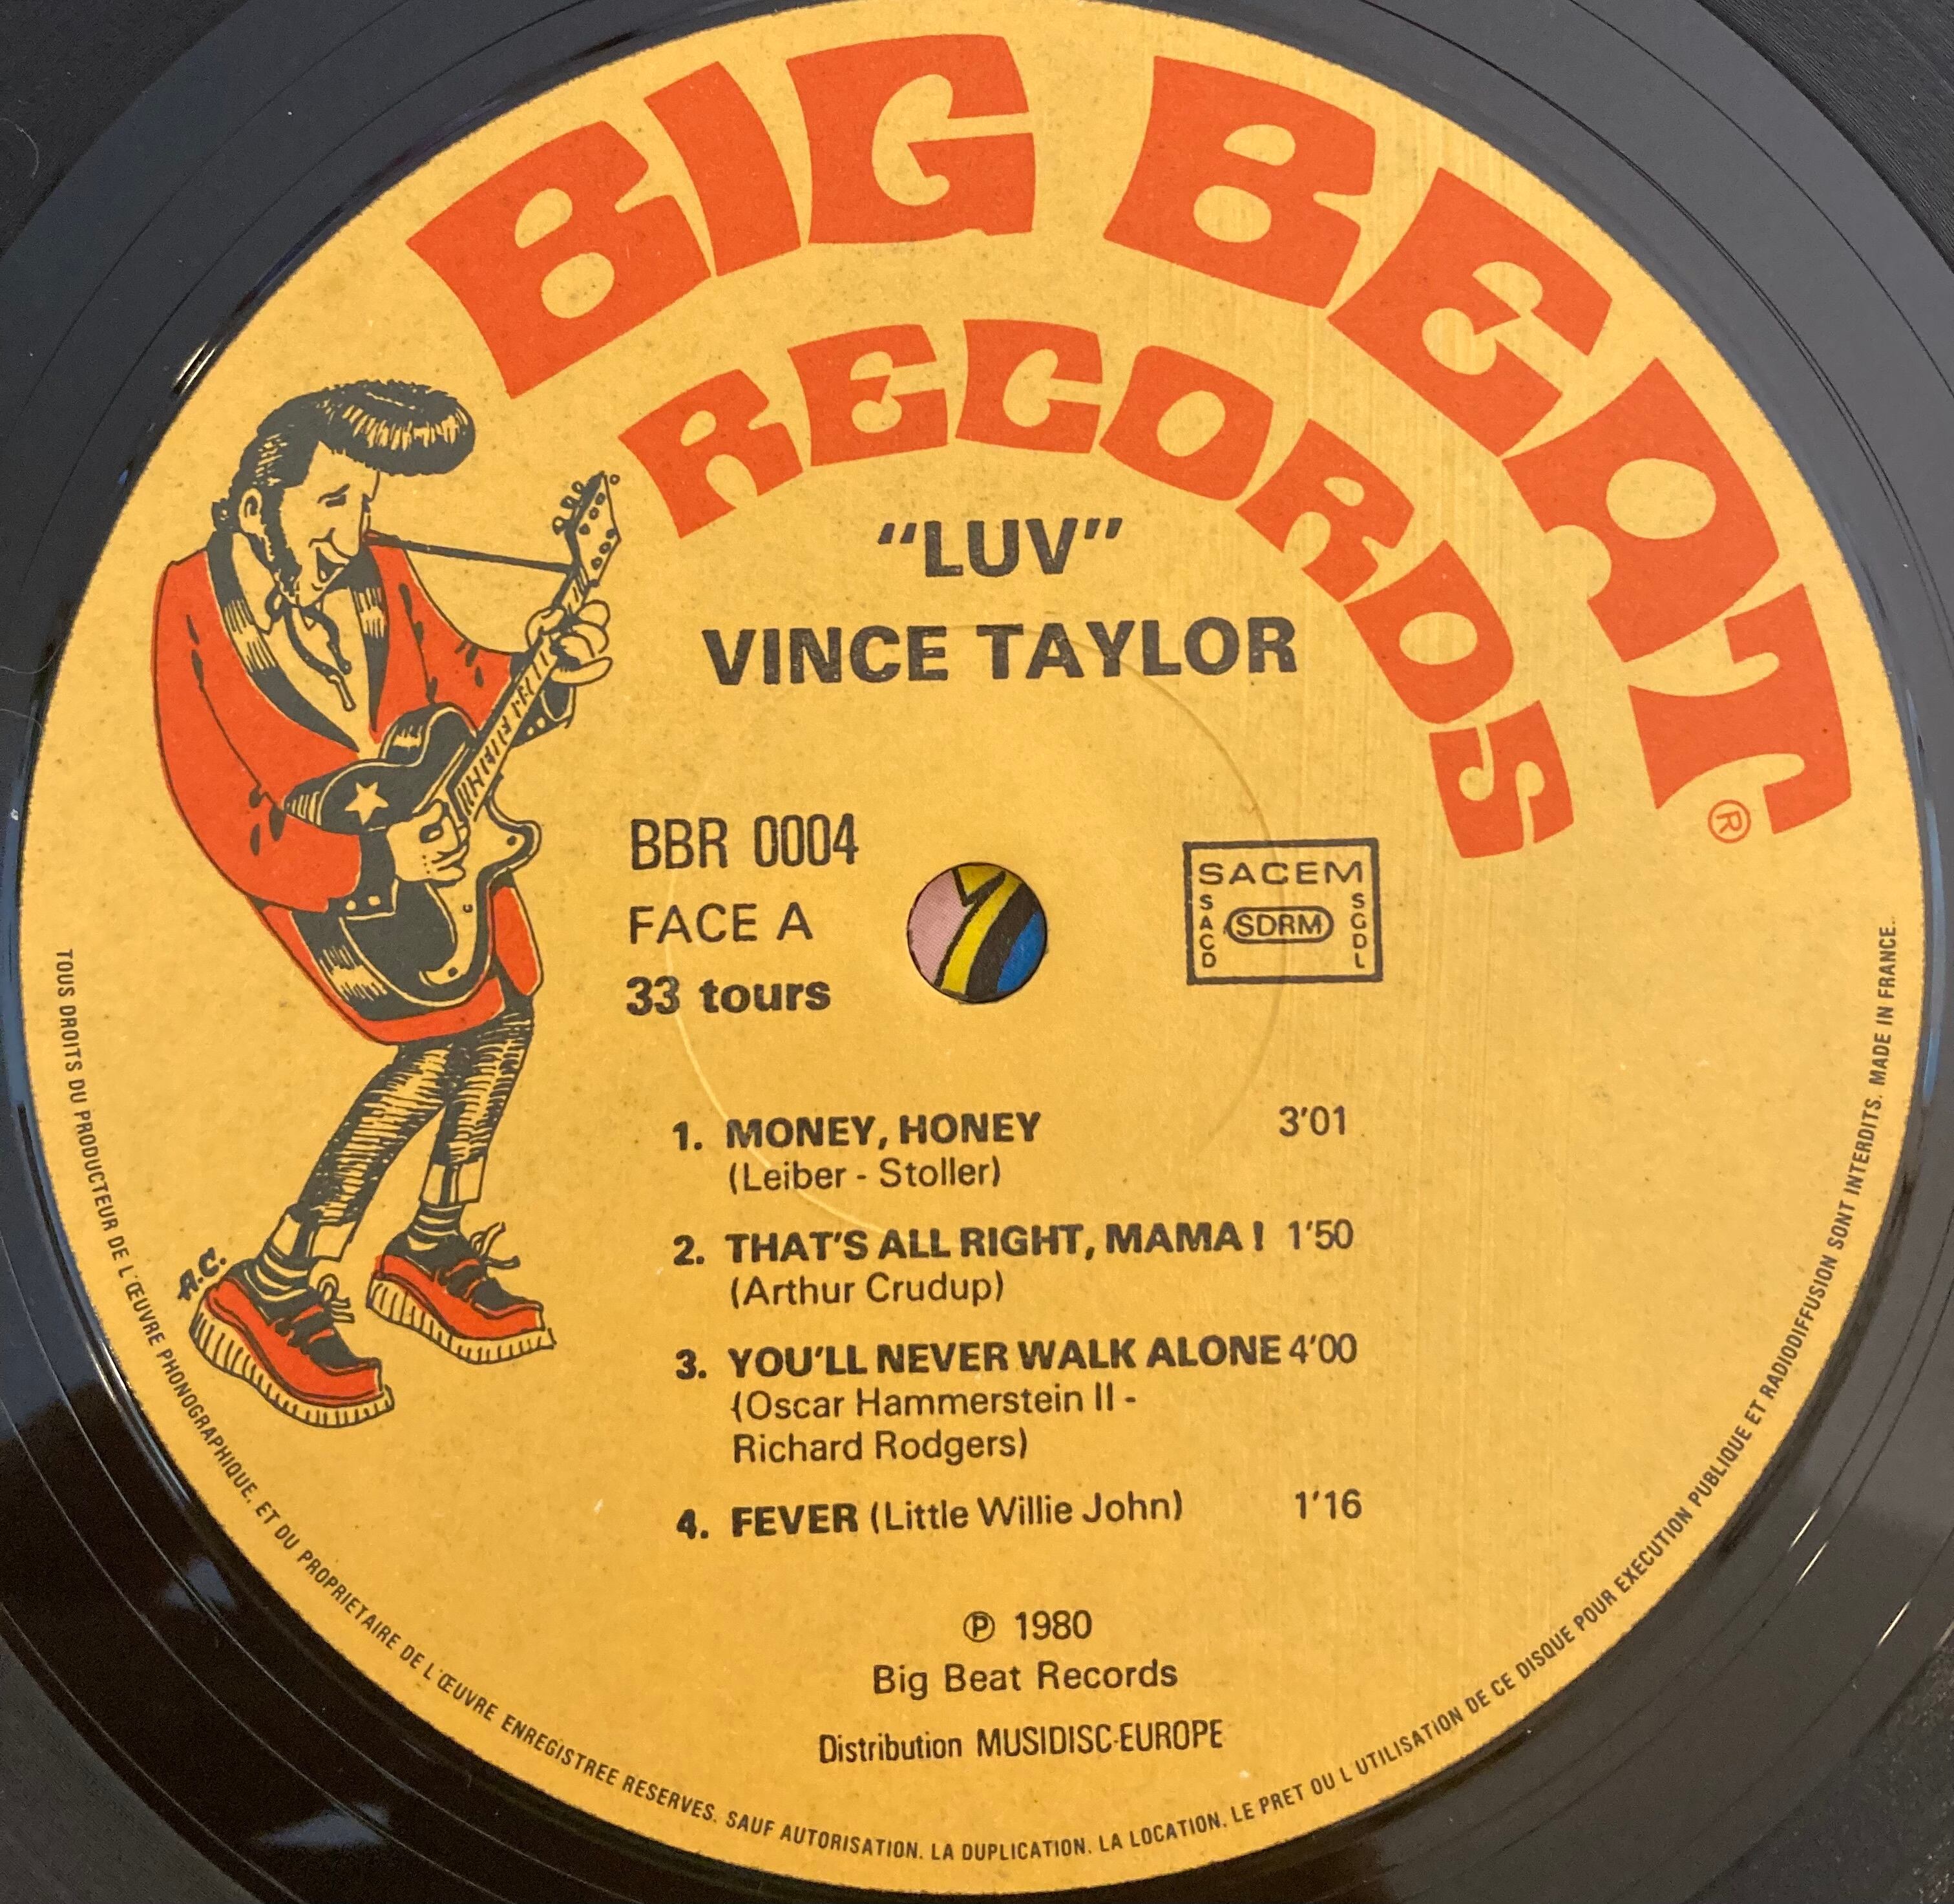 BIG BEAT
RECORDS
®
"LUV"
VINCE TAYLOR
BBR 0004
FACE A
33 tours
SACEM
SACD
SDRM
SGDL
1. MONEY, HONEY 3'01
(Leiber - Stoller)
2. THAT'S ALL RIGHT, MAMA ! 1'50
(Arthur Crudup)
3. YOU'LL NEVER WALK ALONE 4'00
(Oscar Hammerstein II -
Richard Rodgers)
4. FEVER (Little Willie John) 1'16
℗ 1980
Big Beat Records
Distribution MUSIDISC-EUROPE
A.C.
TOUS DROITS DU PRODUCTEUR DE L'ŒUVRE PHONOGRAPHIQUE. ET DU PROPRIETAIRE DE L'ŒUVRE ENREGISTREE RESERVES. SAUF AUTORISATION. LA DUPLICATION. LA LOCATION. LE PRET OU L'UTILISATION DE CE DISQUE POUR EXECUTION PUBLIQUE ET RADIODIFFUSION SONT INTERDITS. MADE IN FRANCE.